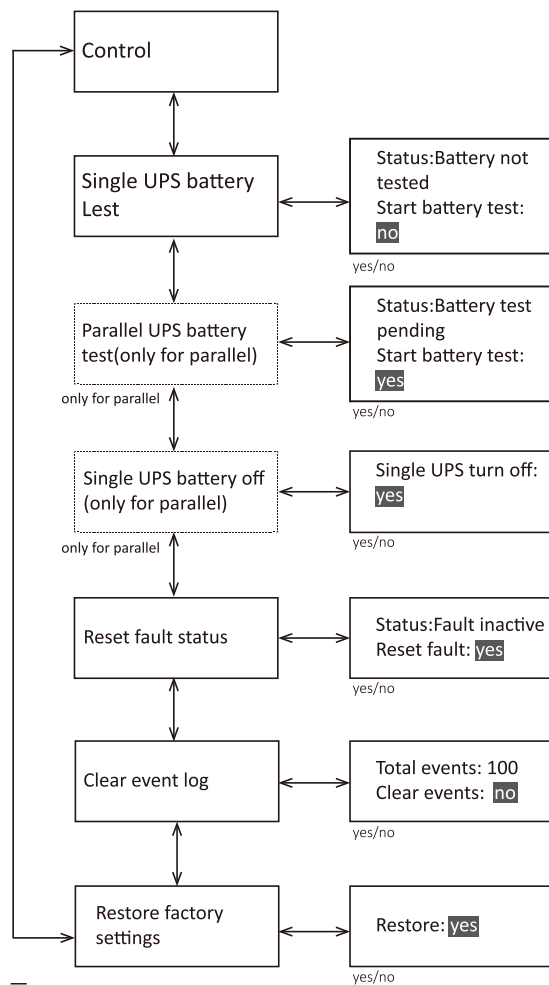 Control
Single UPS battery
Lest
Status:Battery not
tested
Start battery test:
no
yes/no
Parallel UPS battery
test(only for parallel)
only for parallel
Status:Battery test
pending
Start battery test:
yes
yes/no
Single UPS battery off
(only for parallel)
only for parallel
Single UPS turn off:
yes
yes/no
Reset fault status
Status:Fault inactive
Reset fault: yes
yes/no
Clear event log
Total events: 100
Clear events: no
yes/no
Restore factory
settings
Restore: yes
yes/no